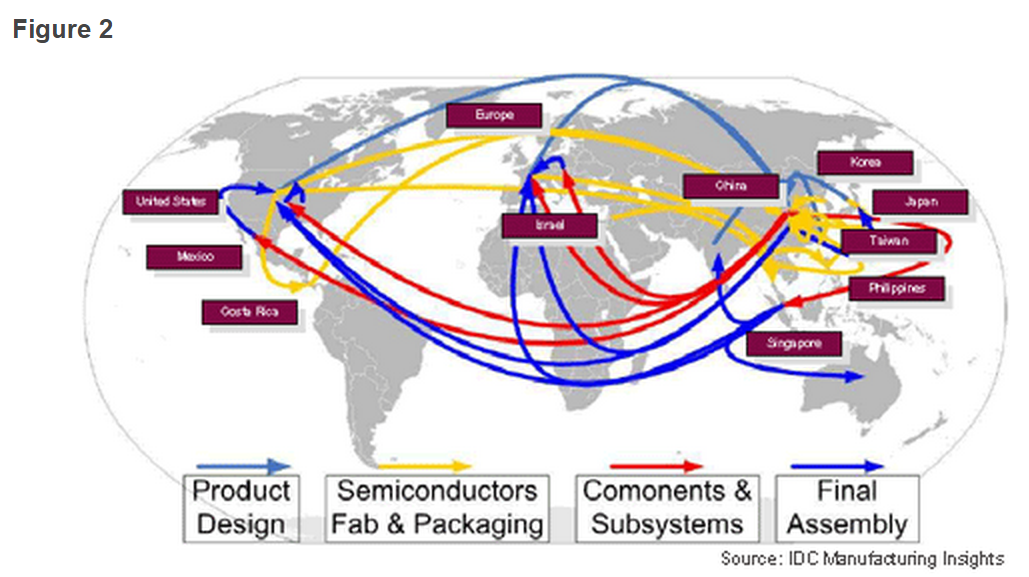 Figure 2
Europe
Korea
China
United States
Japan
Israel
Taiwan
Mexico
Philippines
Costa Rica
Singapore
Product
Design
Semiconductors
Fab & Packaging
Comonents &
Subsystems
Final
Assembly
Source: IDC Manufacturing Insights